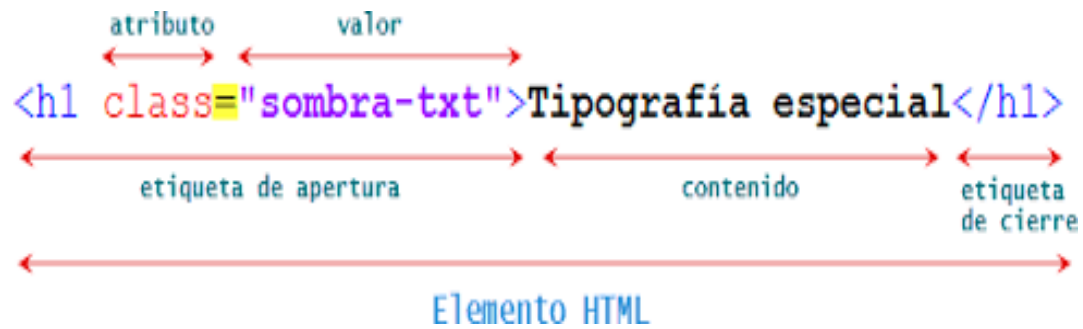 atributo valor
<h1 class="sombra-txt">Tipografía especial</h1>
etiqueta de apertura contenido etiqueta
de cierre
Elemento HTML